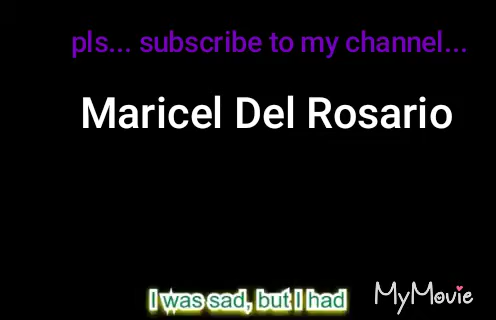 pls... subscribe to my channel...
Maricel Del Rosario
I was sad, but I had
MyMovie